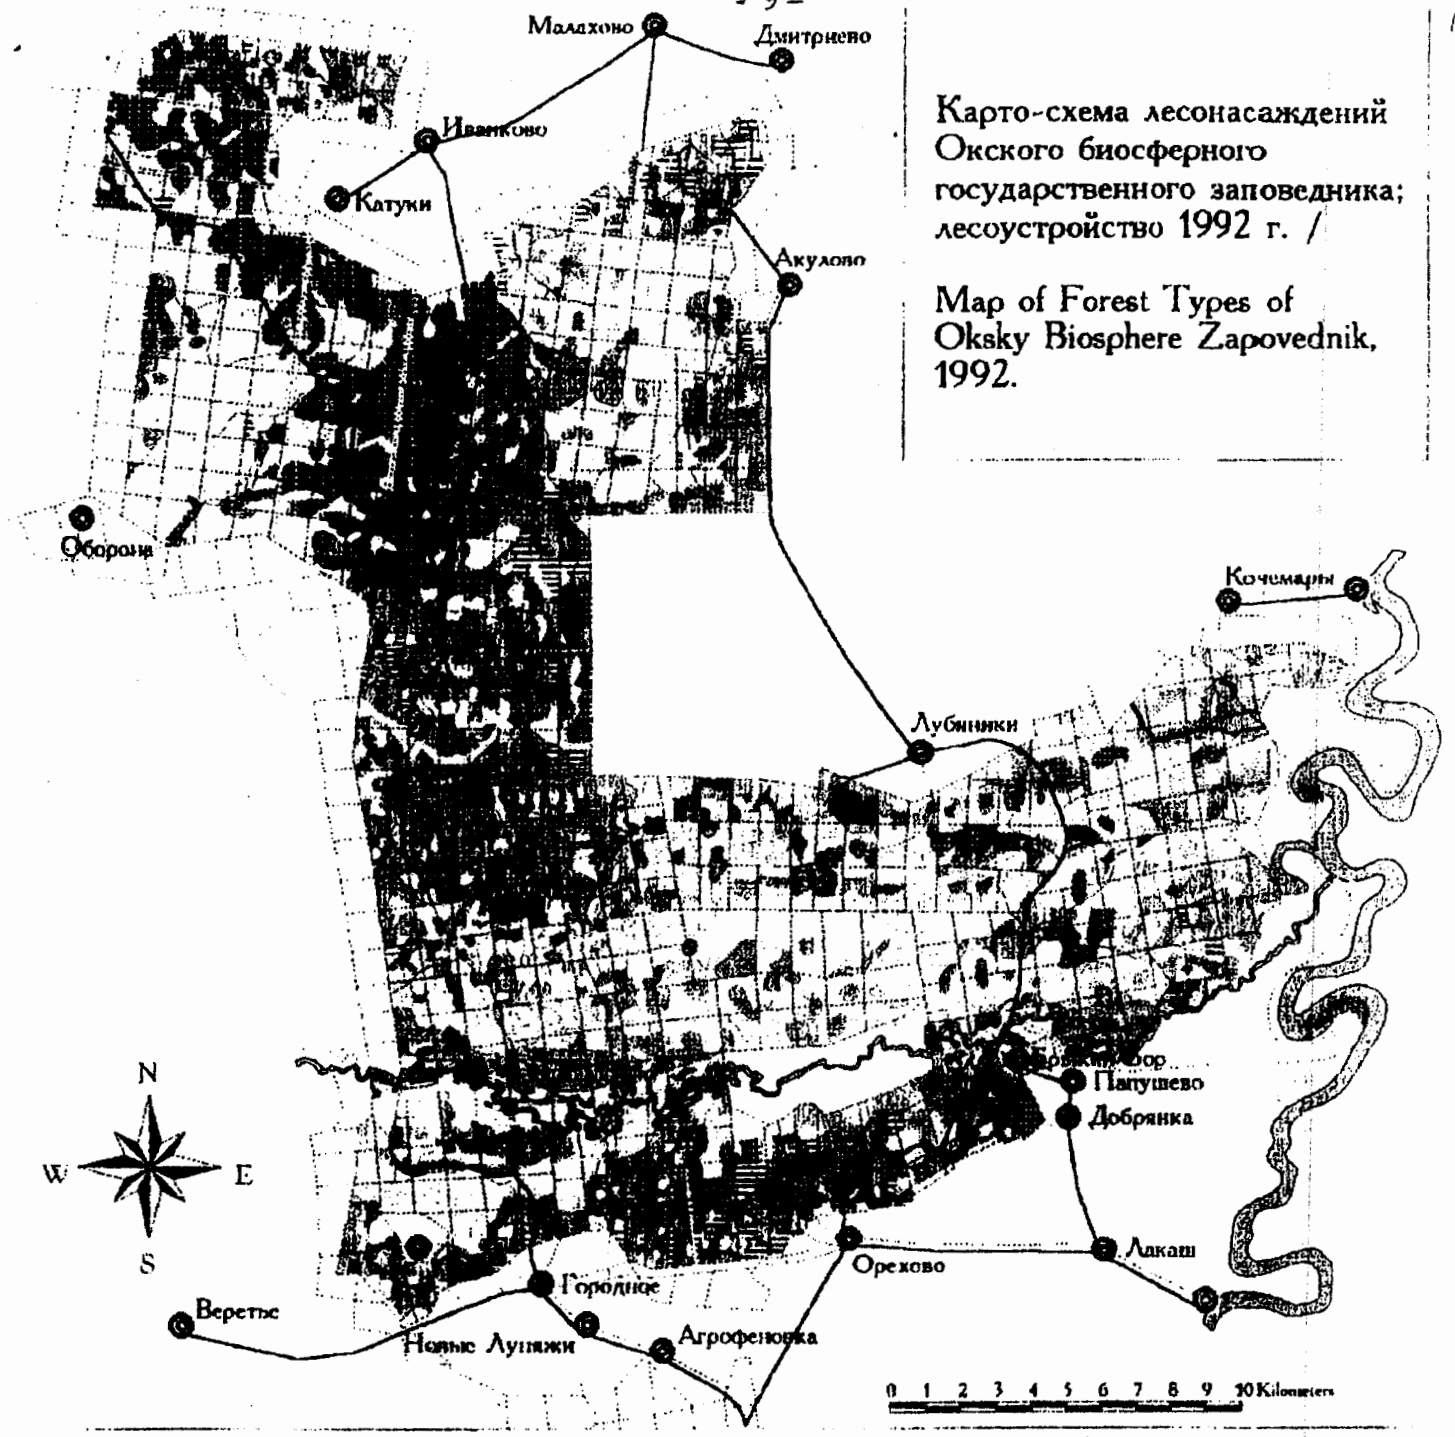 Малахово
Дмитриево
Карто-схема лесонасаждений
Окского биосферного
государственного заповедника;
лесоустройство 1992 г. /
Map of Forest Types of
Oksky Biosphere Zapovednik,
1992.
Иванково
Катуки
Акулово
Оборона
Кочемары
Лубяники
Бор
Папушево
Добрянка
N
W
E
S
Лакаш
Орехово
Городное
Веретье
Новые Луняжи
Агрофеновка
0 1 2 3 4 5 6 7 8 9 10 Kilometers